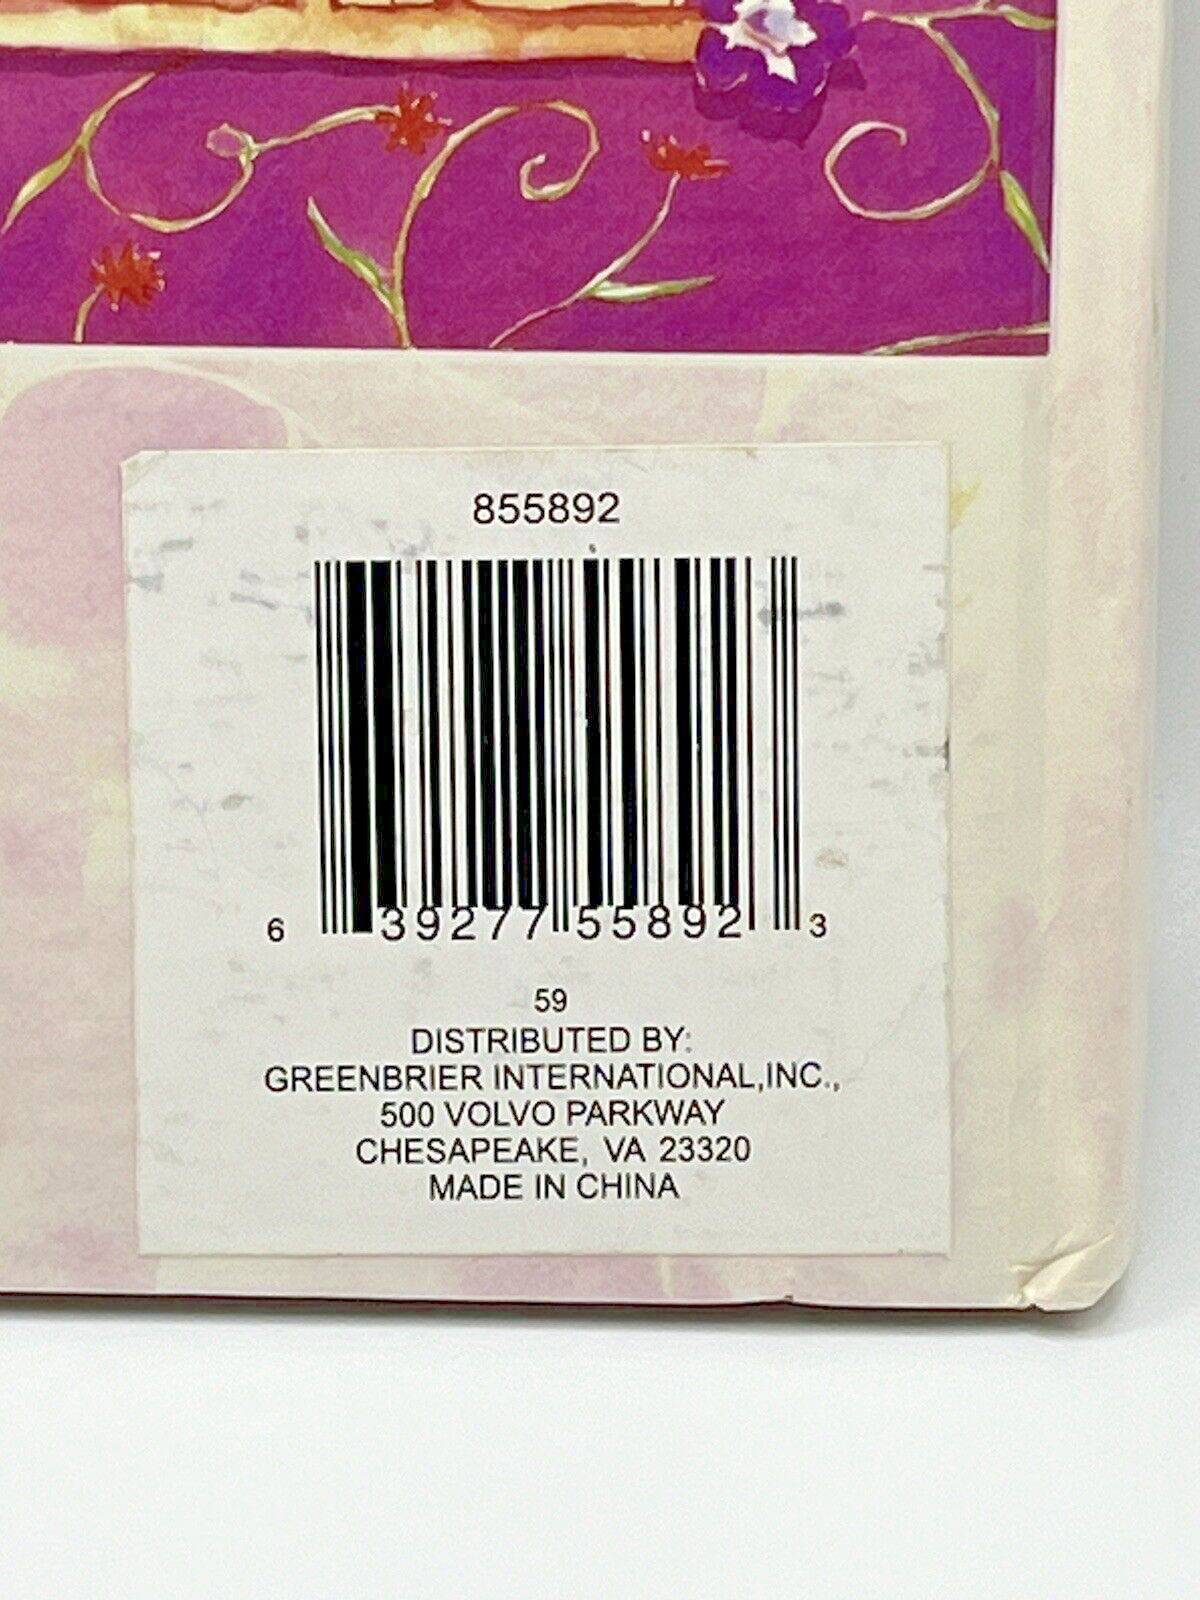 855892
6 39277 55892 3
59
DISTRIBUTED BY:
GREENBRIER INTERNATIONAL,INC.,
500 VOLVO PARKWAY
CHESAPEAKE, VA 23320
MADE IN CHINA